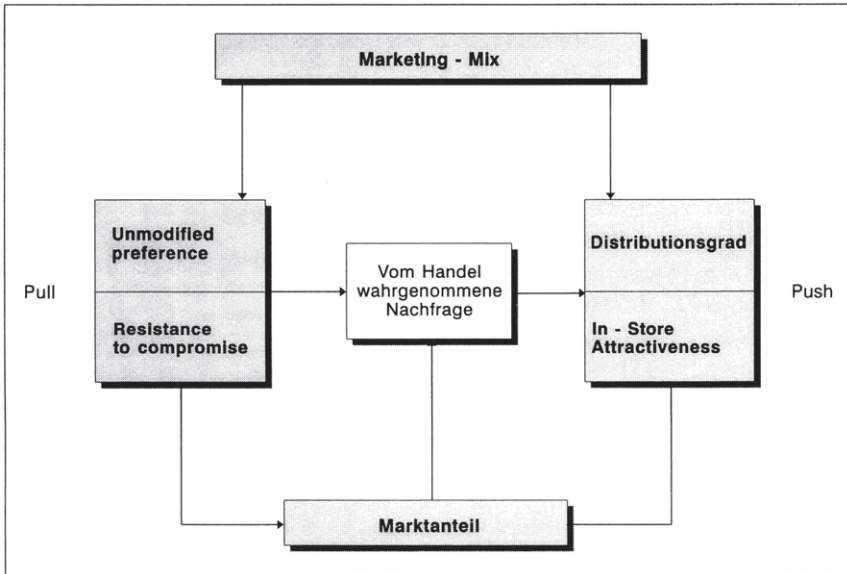 Marketing - Mix
Pull
Unmodified
preference
Resistance
to compromise
Vom Handel
wahrgenommene
Nachfrage
Distributionsgrad
In - Store
Attractiveness
Push
Marktanteil